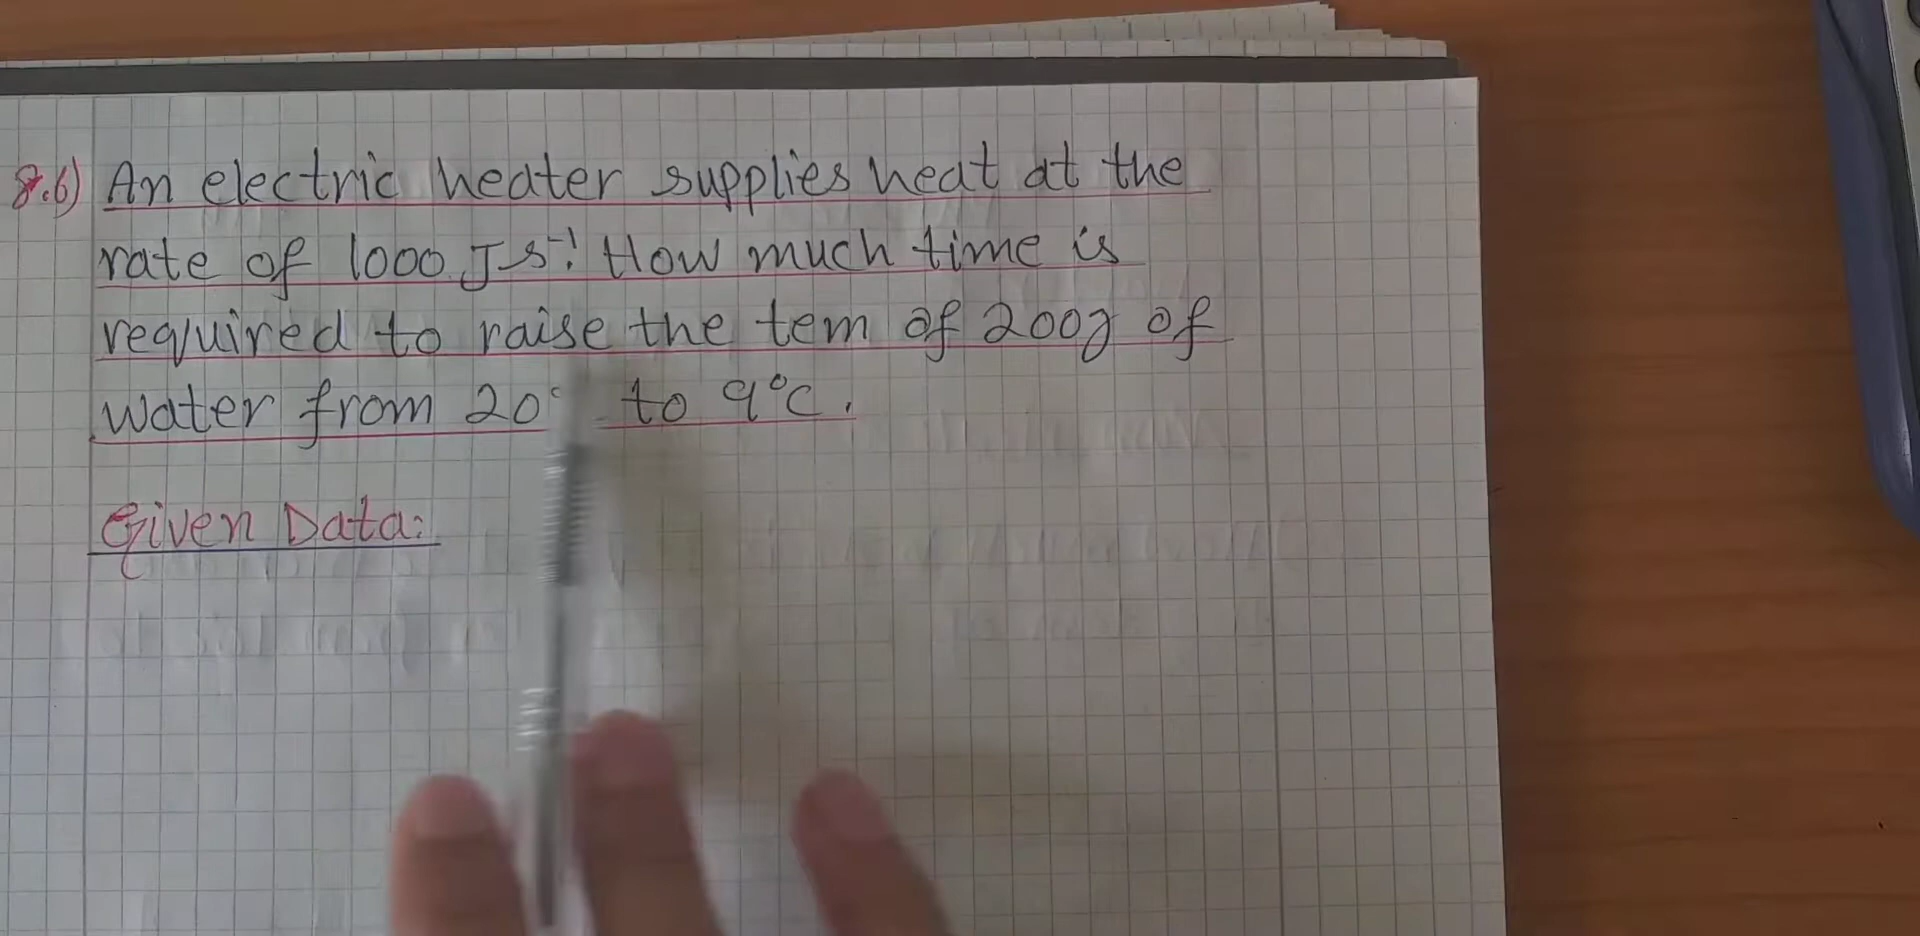 8.6) An electric heater supplies heat at the
rate of 1000 J s⁻¹. How much time is
required to raise the tem of 200g of
water from 20° to 9°C.
Given Data: